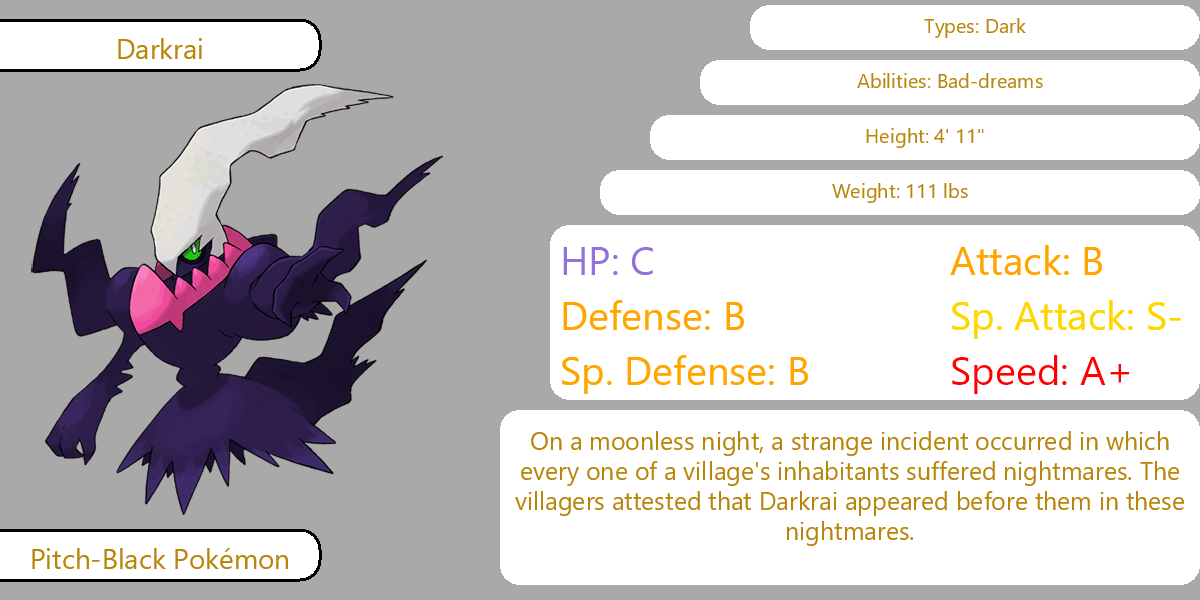 Darkrai
Types: Dark
Abilities: Bad-dreams
Height: 4' 11"
Weight: 111 lbs
HP: C
Attack: B
Defense: B
Sp. Attack: S-
Sp. Defense: B
Speed: A+
On a moonless night, a strange incident occurred in which
every one of a village's inhabitants suffered nightmares. The
villagers attested that Darkrai appeared before them in these
nightmares.
Pitch-Black Pokémon